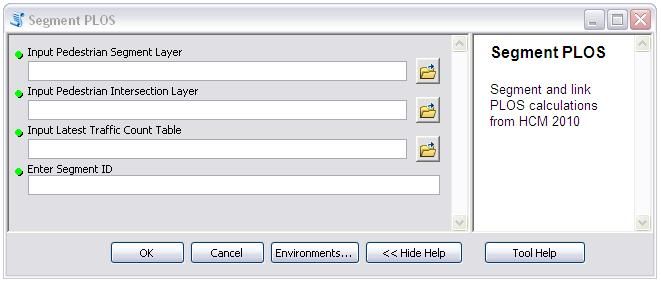 Segment PLOS
Input Pedestrian Segment Layer
Input Pedestrian Intersection Layer
Input Latest Traffic Count Table
Enter Segment ID
Segment PLOS
Segment and link
PLOS calculations
from HCM 2010
OK
Cancel
Environments...
<< Hide Help
Tool Help